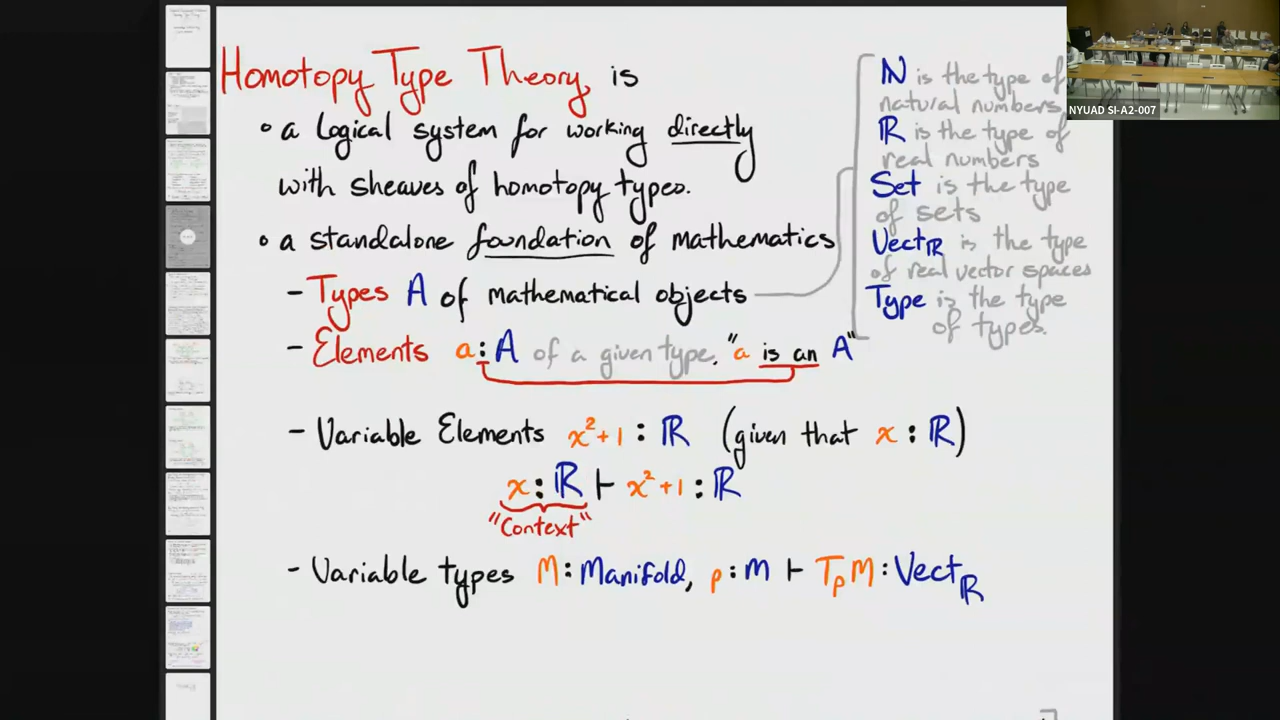 Homotopy Type Theory, is
• a logical system for working directly
with sheaves of homotopy types.
• a standalone foundation of mathematics
- Types A of mathematical objects
- Elements a : A of a given type. "a is an A"
- Variable Elements x²+1 : ℝ (given that x : ℝ)
x : ℝ ⊢ x²+1 : ℝ
"Context"
- Variable types M : Manifold, p : M ⊢ TₚM : Vect_ℝ
ℕ is the type of
natural numbers
ℝ is the type of
real numbers
Set is the type
of sets
Vect_ℝ is the type
of real vector spaces
Type is the type
of types.
NYUAD SI-A2-007